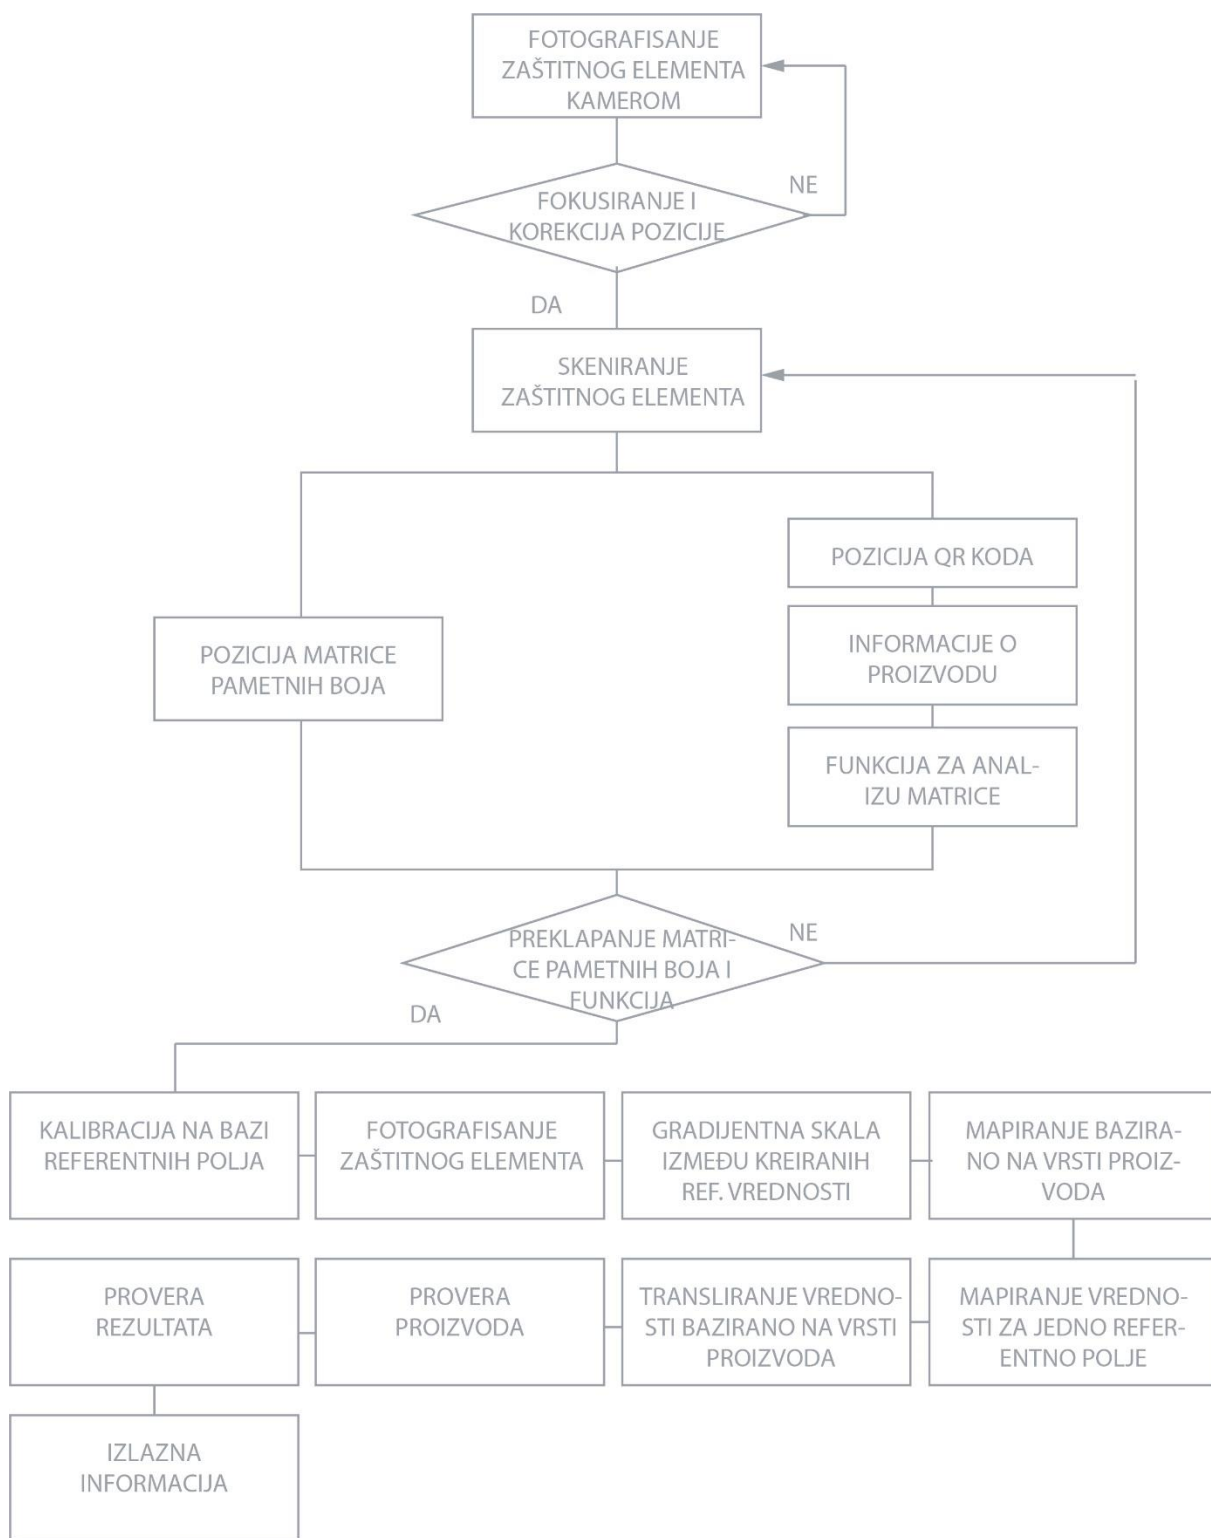 FOTOGRAFISANJE
ZAŠTITNOG ELEMENTA
KAMEROM
NE
FOKUSIRANJE I
KOREKCIJA POZICIJE
DA
SKENIRANJE
ZAŠTITNOG ELEMENTA
POZICIJA QR KODA
POZICIJA MATRICE
PAMETNIH BOJA
INFORMACIJE O
PROIZVODU
FUNKCIJA ZA ANAL-
IZU MATRICE
PREKLAPANJE MATRI-
CE PAMETNIH BOJA I
FUNKCIJA
NE
DA
KALIBRACIJA NA BAZI
REFERENTNIH POLJA
FOTOGRAFISANJE
ZAŠTITNOG ELEMENTA
GRADIJENTNA SKALA
IZMEĐU KREIRANIH
REF. VREDNOSTI
MAPIRANJE BAZIRA-
NO NA VRSTI PROIZ-
VODA
PROVERA
REZULTATA
PROVERA
PROIZVODA
TRANSLIRANJE VREDNO-
STI BAZIRANO NA VRSTI
PROIZVODA
MAPIRANJE VREDNO-
STI ZA JEDNO REFER-
ENTNO POLJE
IZLAZNA
INFORMACIJA